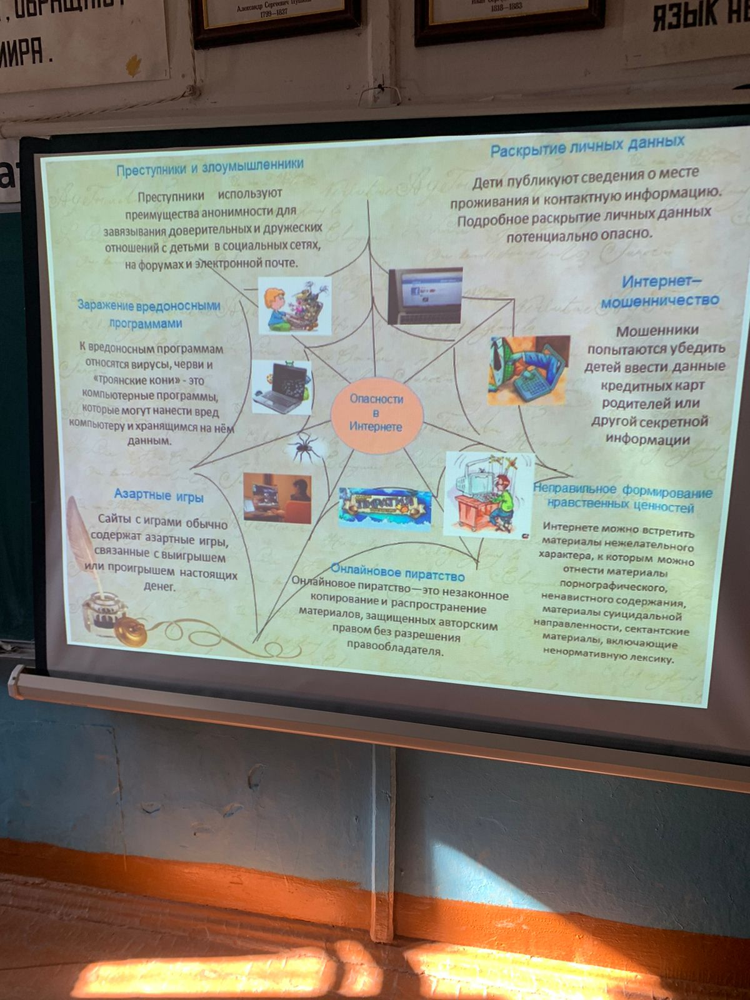 ОБРАЩАЮТ
МИРА.
Александр Сергеевич Пушкин
1799—1837
1818—1883
ЯЗЫК НЕ
Преступники и злоумышленники
Преступники используют
преимущества анонимности для
завязывания доверительных и дружеских
отношений с детьми в социальных сетях,
на форумах и электронной почте.
Раскрытие личных данных
Дети публикуют сведения о месте
проживания и контактную информацию.
Подробное раскрытие личных данных
потенциально опасно.
Заражение вредоносными
программами
К вредоносным программам
относятся вирусы, черви и
«троянские кони» - это
компьютерные программы,
которые могут нанести вред
компьютеру и хранящимся на нём
данным.
Интернет–
мошенничество
Мошенники
попытаются убедить
детей ввести данные
кредитных карт
родителей или
другой секретной
информации
Опасности
в
Интернете
Азартные игры
Сайты с играми обычно
содержат азартные игры,
связанные с выигрышем
или проигрышем настоящих
денег.
ПИРАТИЯ
Онлайновое пиратство
Онлайновое пиратство—это незаконное
копирование и распространение
материалов, защищенных авторским
правом без разрешения
правообладателя.
Неправильное формирование
нравственных ценностей
Интернете можно встретить
материалы нежелательного
характера, к которым можно
отнести материалы
порнографического,
ненавистного содержания,
материалы суицидальной
направленности, сектантские
материалы, включающие
ненормативную лексику.